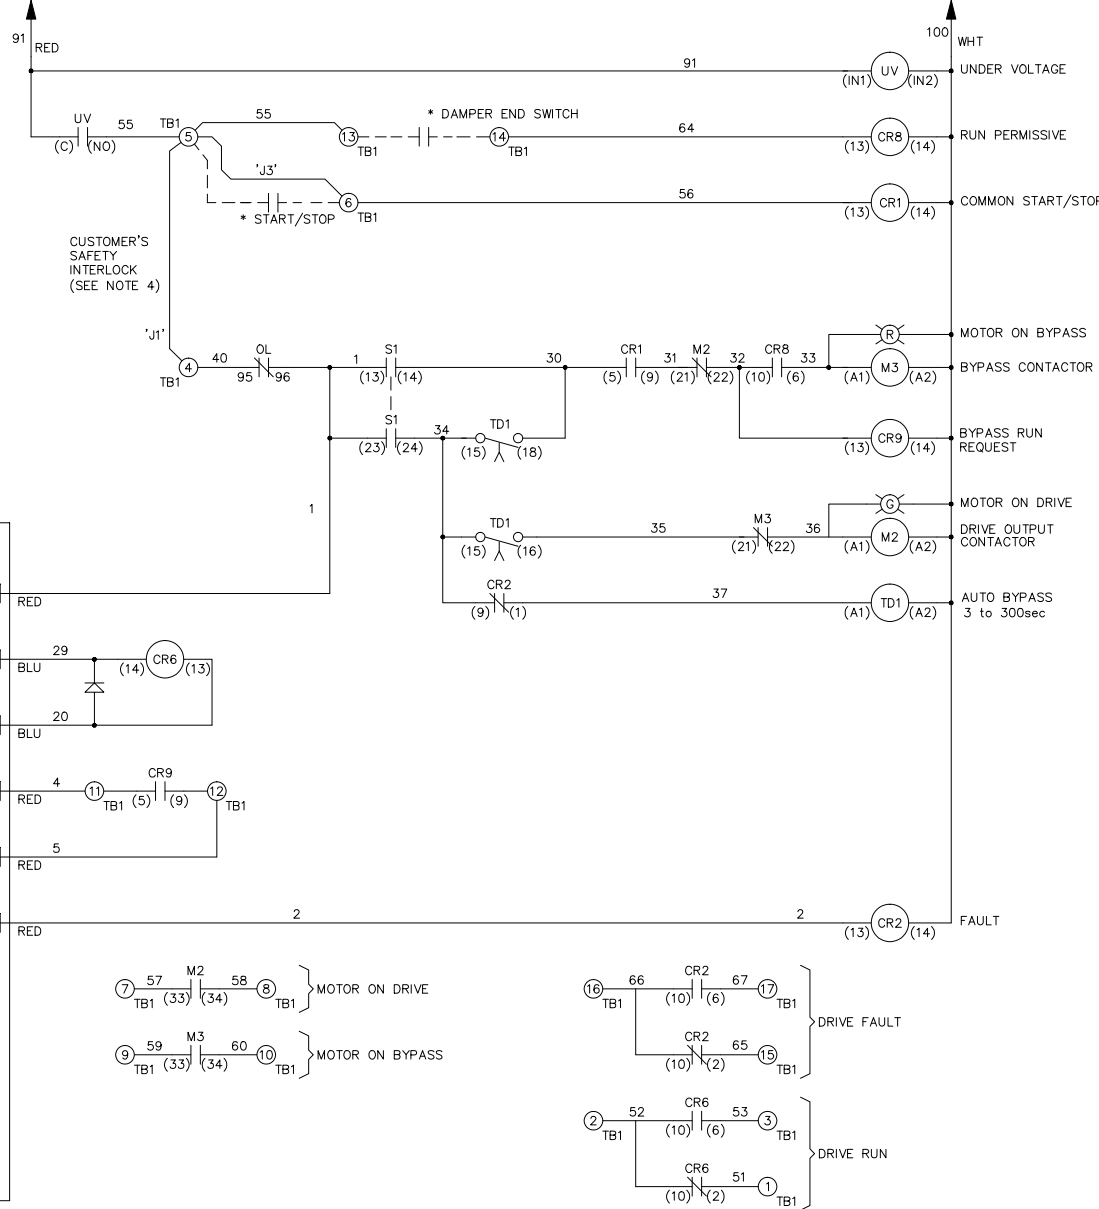 91
RED
100
WHT
91
(IN1)
UV
(IN2)
UNDER VOLTAGE
UV
(C)
(NO)
55
TB1
5
55
13
TB1
* DAMPER END SWITCH
14
TB1
64
(13)
CR8
(14)
RUN PERMISSIVE
'J3'
* START/STOP
6
TB1
56
(13)
CR1
(14)
COMMON START/STOP
CUSTOMER'S
SAFETY
INTERLOCK
(SEE NOTE 4)
'J1'
4
TB1
40
OL
95
96
1
S1
(13)
(14)
30
CR1
(5)
(9)
31
M2
(21)
(22)
32
CR8
(10)
(6)
33
R
MOTOR ON BYPASS
(A1)
M3
(A2)
BYPASS CONTACTOR
S1
(23)
(24)
34
TD1
(15)
(18)
(13)
CR9
(14)
BYPASS RUN
REQUEST
1
G
MOTOR ON DRIVE
TD1
(15)
(16)
35
M3
(21)
(22)
36
(A1)
M2
(A2)
DRIVE OUTPUT
CONTACTOR
CR2
(9)
(1)
37
(A1)
TD1
(A2)
AUTO BYPASS
3 to 300sec
RED
29
BLU
(14)
CR6
(13)
20
BLU
4
RED
11
TB1
CR9
(5)
(9)
12
TB1
5
RED
2
RED
2
(13)
CR2
(14)
FAULT
7
TB1
57
M2
(33)
(34)
58
8
TB1
MOTOR ON DRIVE
9
TB1
59
M3
(33)
(34)
60
10
TB1
MOTOR ON BYPASS
16
TB1
66
CR2
(10)
(6)
67
17
TB1
CR2
(10)
(2)
65
15
TB1
DRIVE FAULT
2
TB1
52
CR6
(10)
(6)
53
3
TB1
CR6
(10)
(2)
51
1
TB1
DRIVE RUN